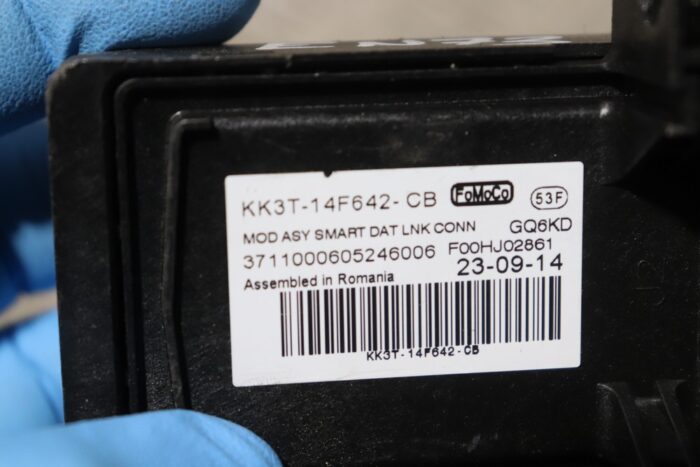 KK3T-14F642-CB FoMoCo 53F
MOD ASY SMART DAT LNK CONN GQ6KD
3711000605246006 F00HJ02861
Assembled in Romania 23-09-14
KK3T-14F642-CB